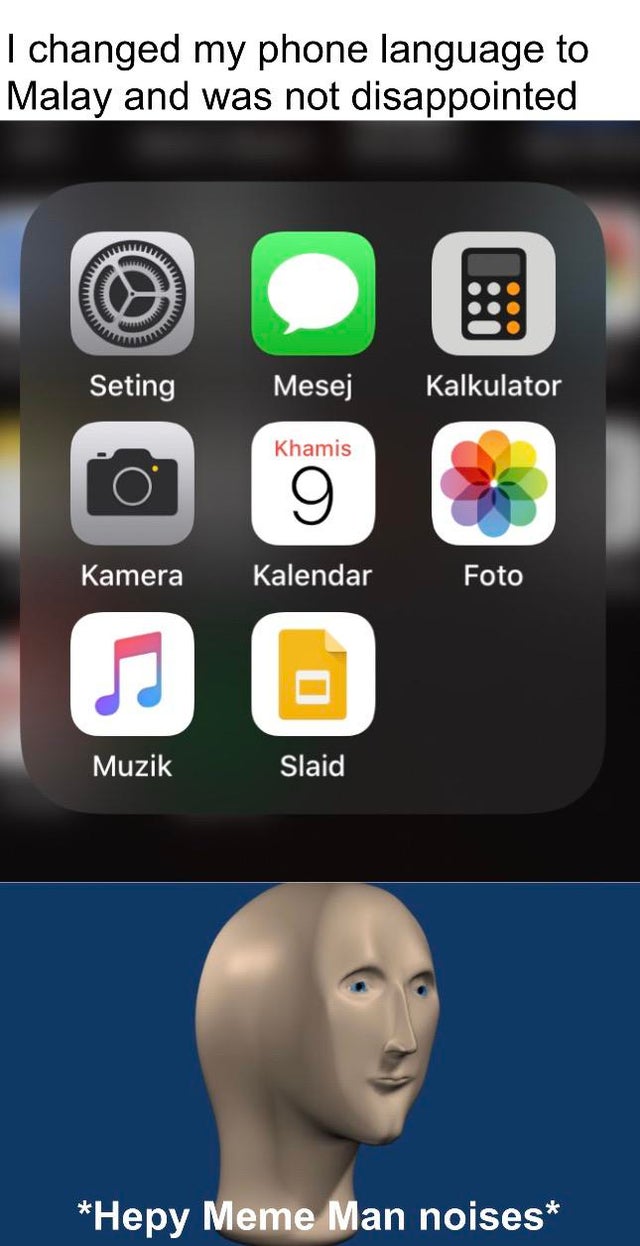 I changed my phone language to
Malay and was not disappointed
Seting Mesej Kalkulator
Khamis
9
Kamera Kalendar Foto
Muzik Slaid
*Hepy Meme Man noises*